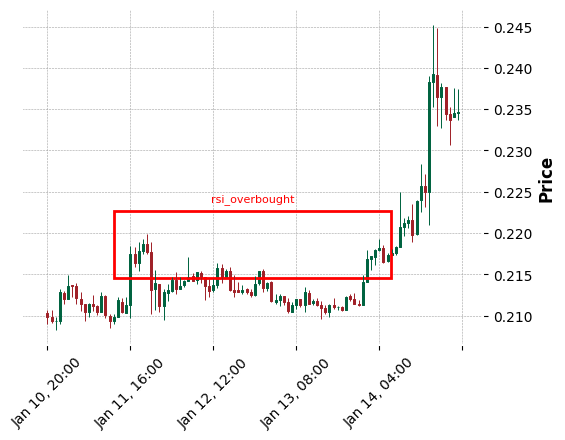 0.245
0.240
0.235
0.230
0.225
0.220
0.215
0.210
Price
rsi_overbought
Jan 10, 20:00
Jan 11, 16:00
Jan 12, 12:00
Jan 13, 08:00
Jan 14, 04:00